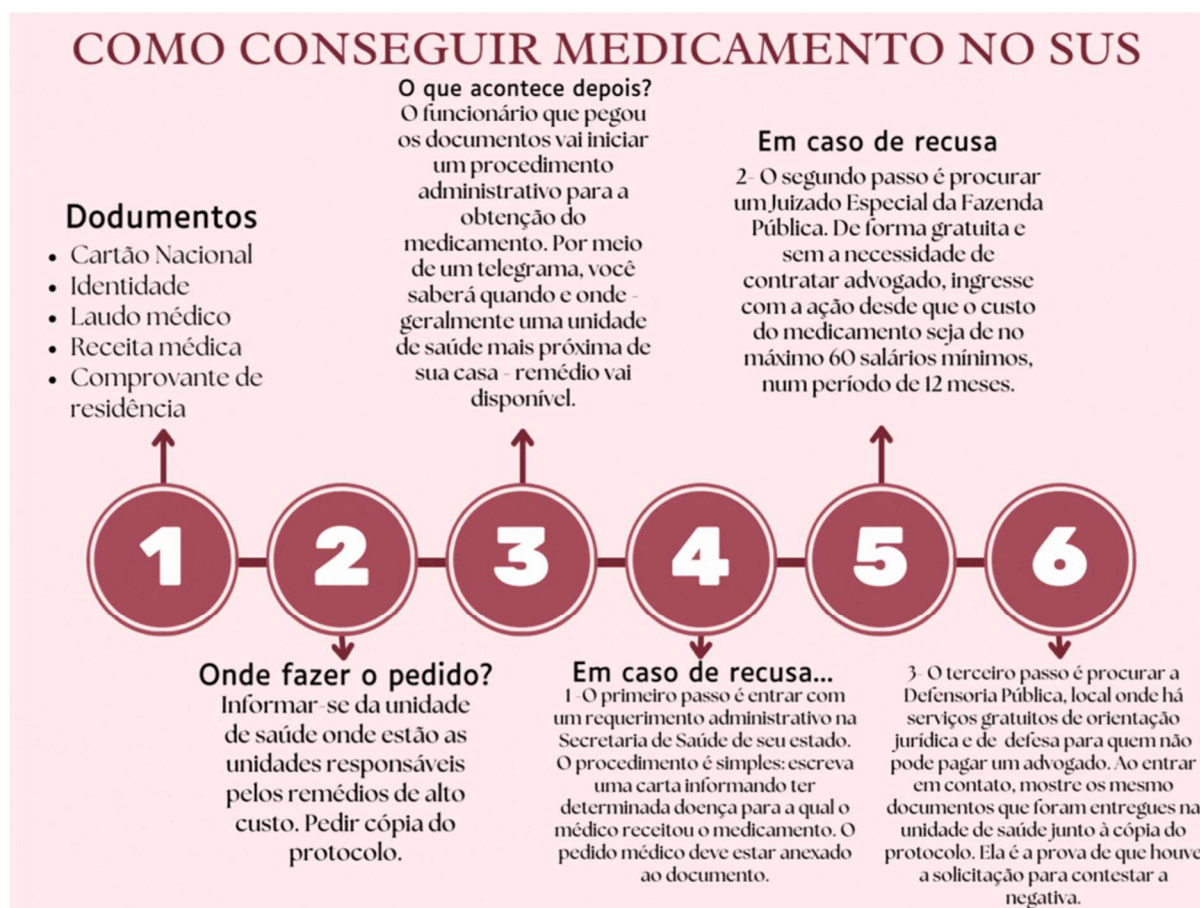 COMO CONSEGUIR MEDICAMENTO NO SUS
Dodumentos
• Cartão Nacional
• Identidade
• Laudo médico
• Receita médica
• Comprovante de
residência
1
2
Onde fazer o pedido?
Informar-se da unidade
de saúde onde estão as
unidades responsáveis
pelos remédios de alto
custo. Pedir cópia do
protocolo.
O que acontece depois?
O funcionário que pegou
os documentos vai iniciar
um procedimento
administrativo para a
obtenção do
medicamento. Por meio
de um telegrama, você
saberá quando e onde -
geralmente uma unidade
de saúde mais próxima de
sua casa - remédio vai
disponível.
3
4
Em caso de recusa...
1 -O primeiro passo é entrar com
um requerimento administrativo na
Secretaria de Saúde de seu estado.
O procedimento é simples: escreva
uma carta informando ter
determinada doença para a qual o
médico receitou o medicamento. O
pedido médico deve estar anexado
ao documento.
Em caso de recusa
2- O segundo passo é procurar
um Juizado Especial da Fazenda
Pública. De forma gratuita e
sem a necessidade de
contratar advogado, ingresse
com a ação desde que o custo
do medicamento seja de no
máximo 60 salários mínimos,
num período de 12 meses.
5
6
3- O terceiro passo é procurar a
Defensoria Pública, local onde há
serviços gratuitos de orientação
jurídica e de defesa para quem não
pode pagar um advogado. Ao entrar
em contato, mostre os mesmo
documentos que foram entregues na
unidade de saúde junto à cópia do
protocolo. Ela é a prova de que houve
a solicitação para contestar a
negativa.